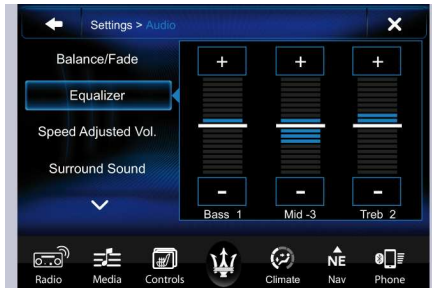 Settings > Audio
Balance/Fade
Equalizer
Speed Adjusted Vol.
Surround Sound
+ + +
- - -
Bass 1 Mid -3 Treb 2
NE
Radio Media Controls Climate Nav Phone